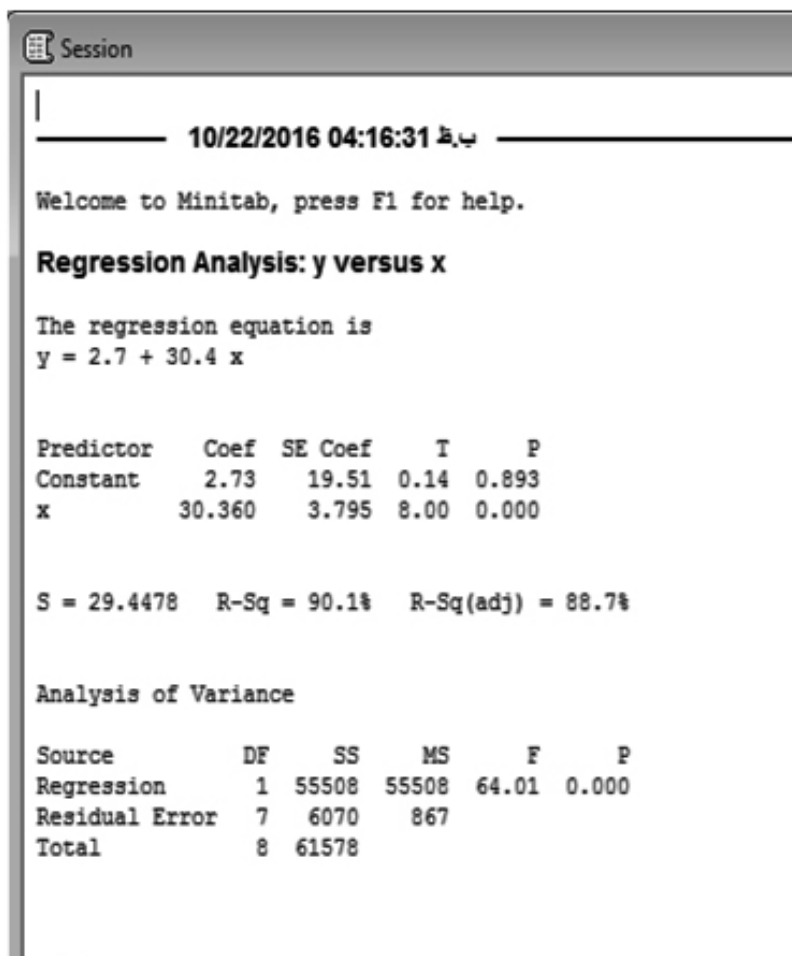 Session
10/22/2016 04:16:31 ب.ظ
Welcome to Minitab, press F1 for help.
Regression Analysis: y versus x
The regression equation is
y = 2.7 + 30.4 x
Predictor Coef SE Coef T P
Constant 2.73 19.51 0.14 0.893
x 30.360 3.795 8.00 0.000
S = 29.4478 R-Sq = 90.1% R-Sq(adj) = 88.7%
Analysis of Variance
Source DF SS MS F P
Regression 1 55508 55508 64.01 0.000
Residual Error 7 6070 867
Total 8 61578